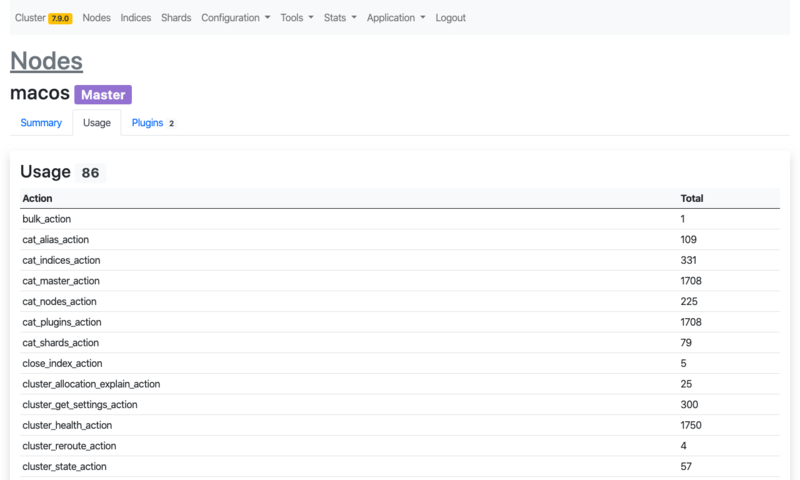 Cluster 7.9.0 Nodes Indices Shards Configuration Tools Stats Application Logout
Nodes
macos Master
Summary Usage Plugins 2
Usage 86
Action Total
bulk_action 1
cat_alias_action 109
cat_indices_action 331
cat_master_action 1708
cat_nodes_action 225
cat_plugins_action 1708
cat_shards_action 79
close_index_action 5
cluster_allocation_explain_action 25
cluster_get_settings_action 300
cluster_health_action 1750
cluster_reroute_action 4
cluster_state_action 57